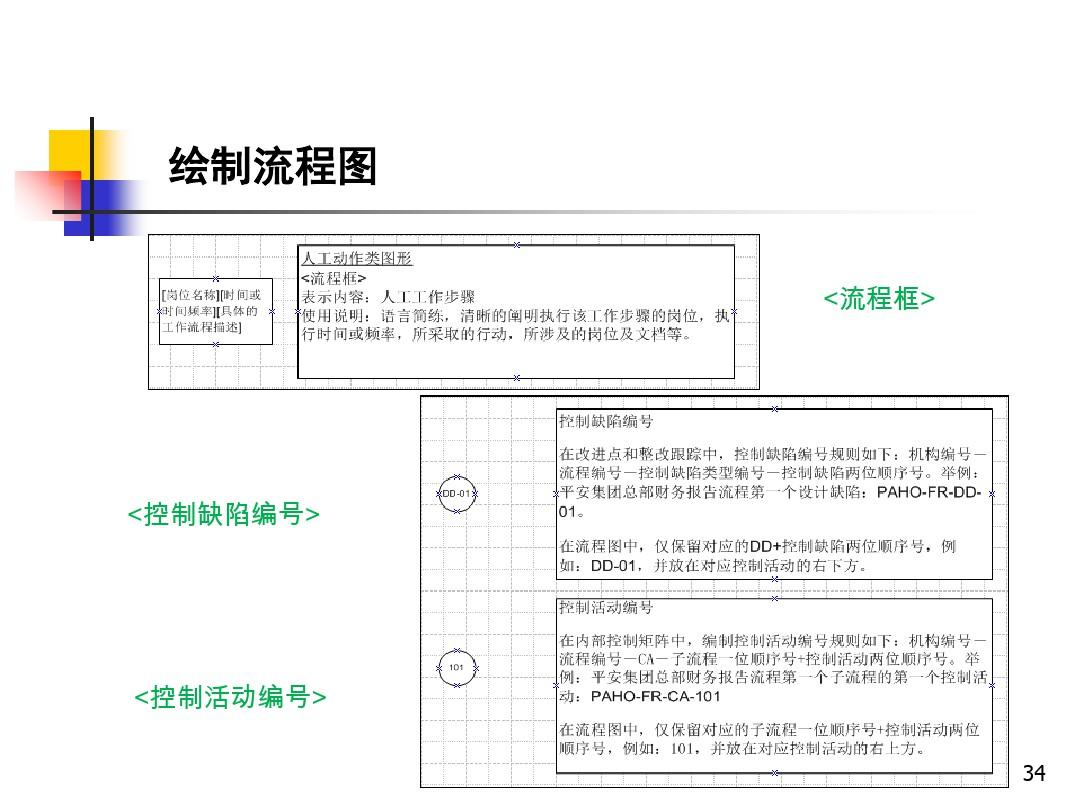 绘制流程图
[岗位名称][时间或
时间频率][具体的
工作流程描述]
人工动作类图形
<流程框>
表示内容：人工工作步骤
使用说明：语言简练，清晰的阐明执行该工作步骤的岗位，执
行时间或频率，所采取的行动，所涉及的岗位及文档等。
<流程框>
<控制缺陷编号>
DD-01
控制缺陷编号
在改进点和整改跟踪中，控制缺陷编号规则如下：机构编号－
流程编号－控制缺陷类型编号－控制缺陷两位顺序号。举例：
平安集团总部财务报告流程第一个设计缺陷：PAHO-FR-DD-
01。
在流程图中，仅保留对应的DD+控制缺陷两位顺序号，例
如：DD-01，并放在对应控制活动的右下方。
<控制活动编号>
101
控制活动编号
在内部控制矩阵中，编制控制活动编号规则如下：机构编号－
流程编号－CA－子流程一位顺序号+控制活动两位顺序号。举
例：平安集团总部财务报告流程第一个子流程的第一个控制活
动：PAHO-FR-CA-101
在流程图中，仅保留对应的子流程一位顺序号+控制活动两位
顺序号，例如：101，并放在对应控制活动的右上方。
34